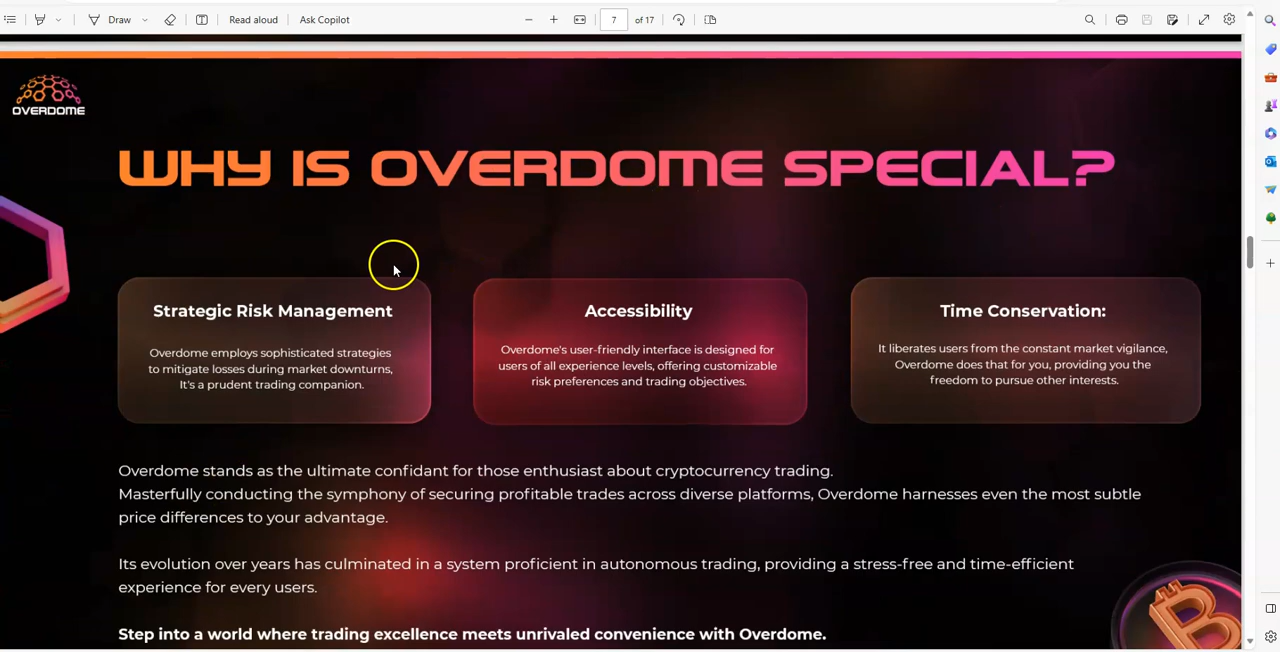 Draw
Read aloud
Ask Copilot
7 of 17
OVERDOME
WHY IS OVERDOME SPECIAL?
Strategic Risk Management
Overdome employs sophisticated strategies
to mitigate losses during market downturns,
It's a prudent trading companion.
Accessibility
Overdome's user-friendly interface is designed for
users of all experience levels, offering customizable
risk preferences and trading objectives.
Time Conservation:
It liberates users from the constant market vigilance,
Overdome does that for you, providing you the
freedom to pursue other interests.
Overdome stands as the ultimate confidant for those enthusiast about cryptocurrency trading.
Masterfully conducting the symphony of securing profitable trades across diverse platforms, Overdome harnesses even the most subtle
price differences to your advantage.
Its evolution over years has culminated in a system proficient in autonomous trading, providing a stress-free and time-efficient
experience for every users.
Step into a world where trading excellence meets unrivaled convenience with Overdome.